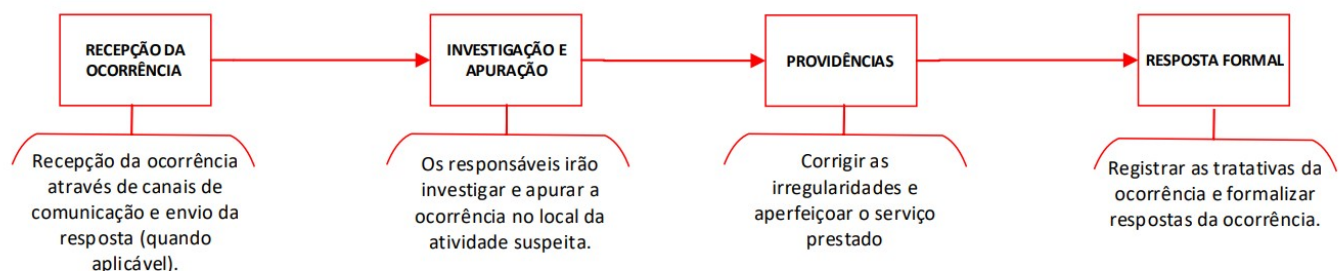 RECEPÇÃO DA
OCORRÊNCIA
INVESTIGAÇÃO E
APURAÇÃO
PROVIDÊNCIAS
RESPOSTA FORMAL
Recepção da ocorrência
através de canais de
comunicação e envio da
resposta (quando
aplicável).
Os responsáveis irão
investigar e apurar a
ocorrência no local da
atividade suspeita.
Corrigir as
irregularidades e
aperfeiçoar o serviço
prestado
Registrar as tratativas da
ocorrência e formalizar
respostas da ocorrência.